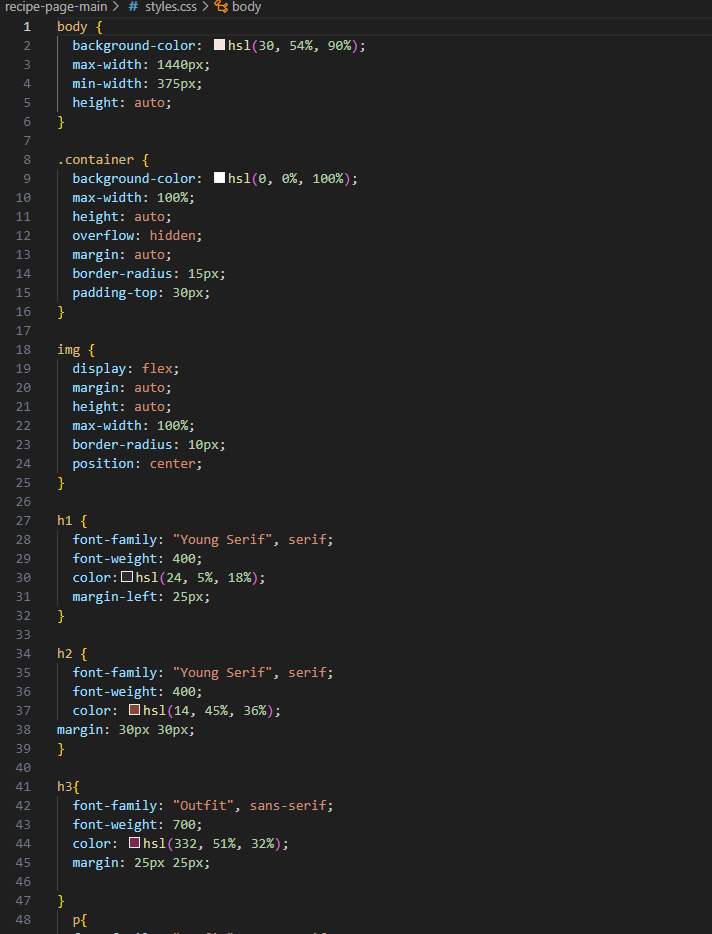 recipe-page-main > # styles.css > body
1 body {
2 background-color: hsl(30, 54%, 90%);
3 max-width: 1440px;
4 min-width: 375px;
5 height: auto;
6 }
7
8 .container {
9 background-color: hsl(0, 0%, 100%);
10 max-width: 100%;
11 height: auto;
12 overflow: hidden;
13 margin: auto;
14 border-radius: 15px;
15 padding-top: 30px;
16 }
17
18 img {
19 display: flex;
20 margin: auto;
21 height: auto;
22 max-width: 100%;
23 border-radius: 10px;
24 position: center;
25 }
26
27 h1 {
28 font-family: "Young Serif", serif;
29 font-weight: 400;
30 color: hsl(24, 5%, 18%);
31 margin-left: 25px;
32 }
33
34 h2 {
35 font-family: "Young Serif", serif;
36 font-weight: 400;
37 color: hsl(14, 45%, 36%);
38 margin: 30px 30px;
39 }
40
41 h3{
42 font-family: "Outfit", sans-serif;
43 font-weight: 700;
44 color: hsl(332, 51%, 32%);
45 margin: 25px 25px;
46
47 }
48 p{